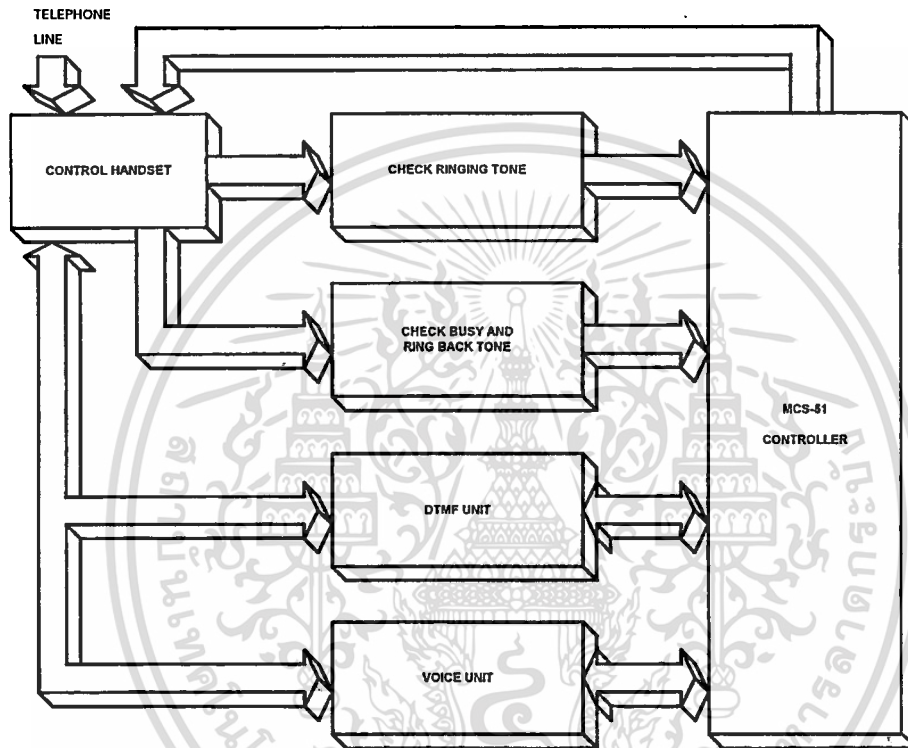 TELEPHONE
LINE
CONTROL HANDSET
CHECK RINGING TONE
CHECK BUSY AND
RING BACK TONE
MCS-51
CONTROLLER
DTMF UNIT
VOICE UNIT